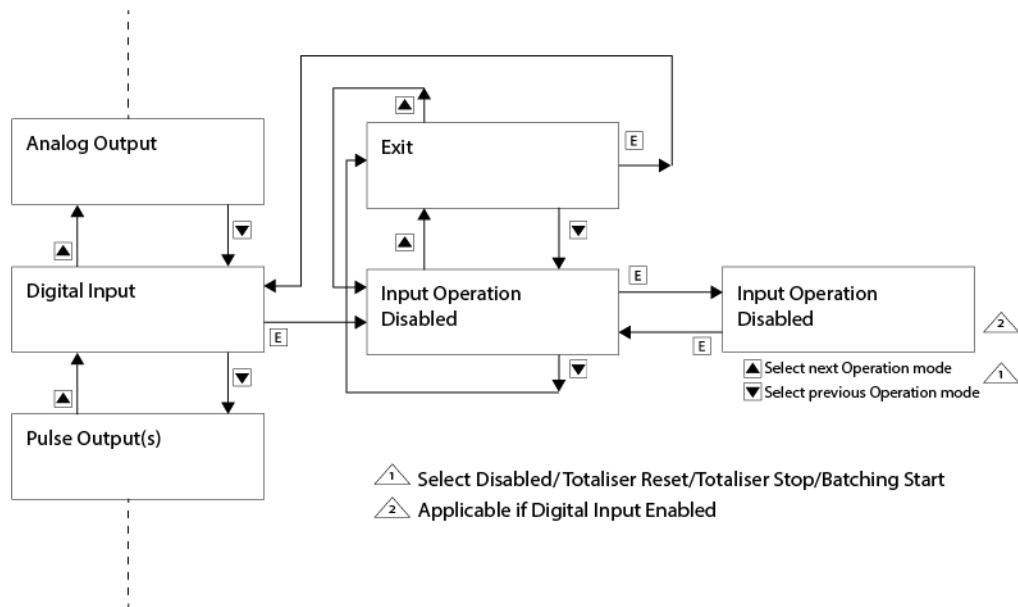 Analog Output
Exit
E
Digital Input
E
Input Operation
Disabled
E
E
Input Operation
Disabled
2
Select next Operation mode
1
Select previous Operation mode
Pulse Output(s)
1 Select Disabled/Totaliser Reset/Totaliser Stop/Batching Start
2 Applicable if Digital Input Enabled